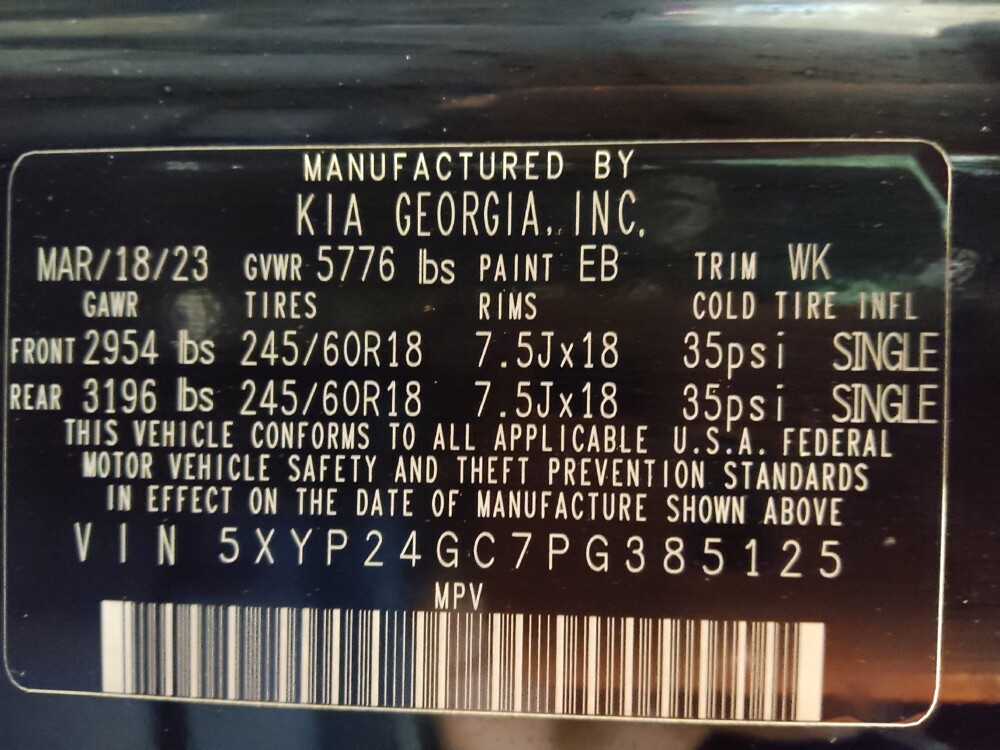 MANUFACTURED BY
KIA GEORGIA, INC.
MAR/18/23 GVWR 5776 lbs PAINT EB TRIM WK
GAWR TIRES RIMS COLD TIRE INFL
FRONT 2954 lbs 245/60R18 7.5Jx18 35psi SINGLE
REAR 3196 lbs 245/60R18 7.5Jx18 35psi SINGLE
THIS VEHICLE CONFORMS TO ALL APPLICABLE U.S.A. FEDERAL
MOTOR VEHICLE SAFETY AND THEFT PREVENTION STANDARDS
IN EFFECT ON THE DATE OF MANUFACTURE SHOWN ABOVE
VIN 5XYP24GC7PG385125
MPV